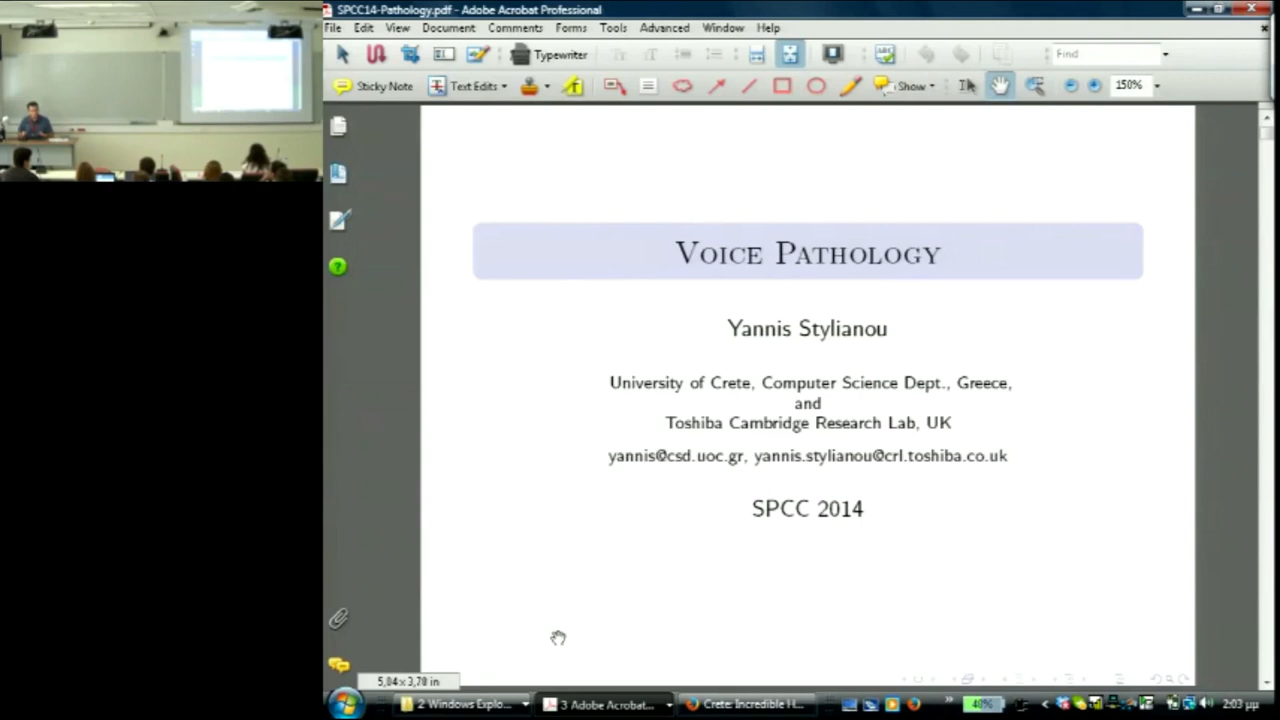 SPCC14-Pathology.pdf - Adobe Acrobat Professional
File Edit View Document Comments Forms Tools Advanced Window Help
Typewriter
Find
Sticky Note
Text Edits
Show
150%
VOICE PATHOLOGY
Yannis Stylianou
University of Crete, Computer Science Dept., Greece,
and
Toshiba Cambridge Research Lab, UK
yannis@csd.uoc.gr, yannis.stylianou@crl.toshiba.co.uk
SPCC 2014
5,04 x 3,78 in
2 Windows Explo...
3 Adobe Acrobat...
Crete: Incredible H...
48%
2:03 μμ